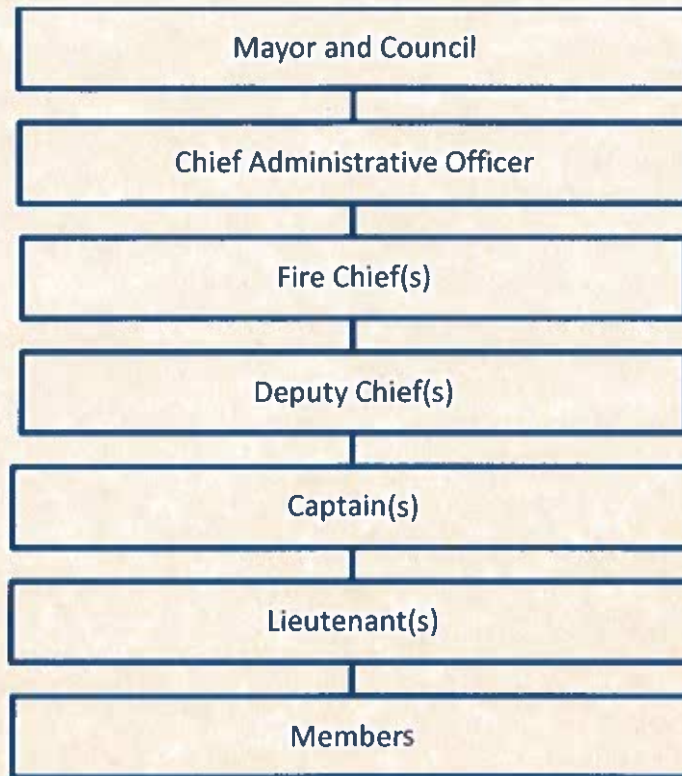 Mayor and Council
Chief Administrative Officer
Fire Chief(s)
Deputy Chief(s)
Captain(s)
Lieutenant(s)
Members